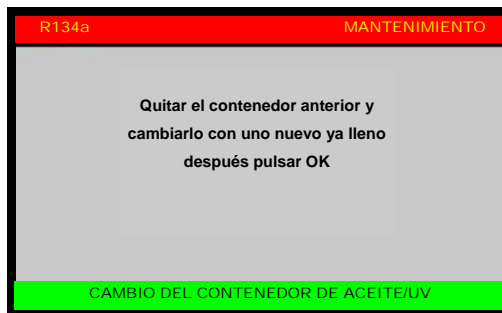 R134a MANTENIMIENTO
Quitar el contenedor anterior y
cambiarlo con uno nuevo ya lleno
después pulsar OK
CAMBIO DEL CONTENEDOR DE ACEITE/UV